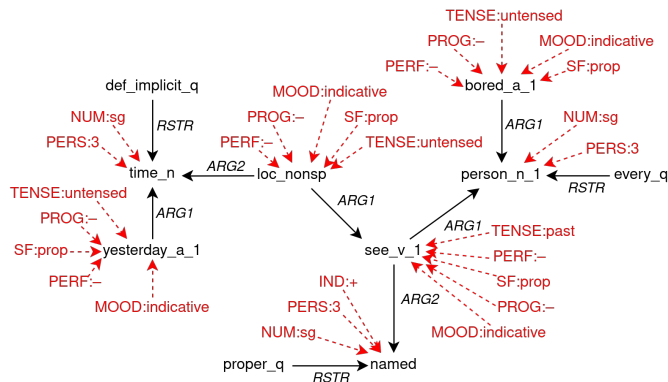 TENSE:untensed
PROG:–
MOOD:indicative
PERF:–
SF:prop
def_implicit_q
bored_a_1
MOOD:indicative
NUM:sg
PROG:–
SF:prop
NUM:sg
RSTR
ARG1
PERS:3
PERF:–
TENSE:untensed
PERS:3
ARG2
time_n
loc_nonsp
person_n_1
every_q
RSTR
TENSE:untensed
ARG1
ARG1
PROG:–
ARG1
TENSE:past
SF:prop
yesterday_a_1
see_v_1
PERF:–
PERF:–
IND:+
SF:prop
MOOD:indicative
PERS:3
ARG2
PROG:–
NUM:sg
MOOD:indicative
proper_q
named
RSTR